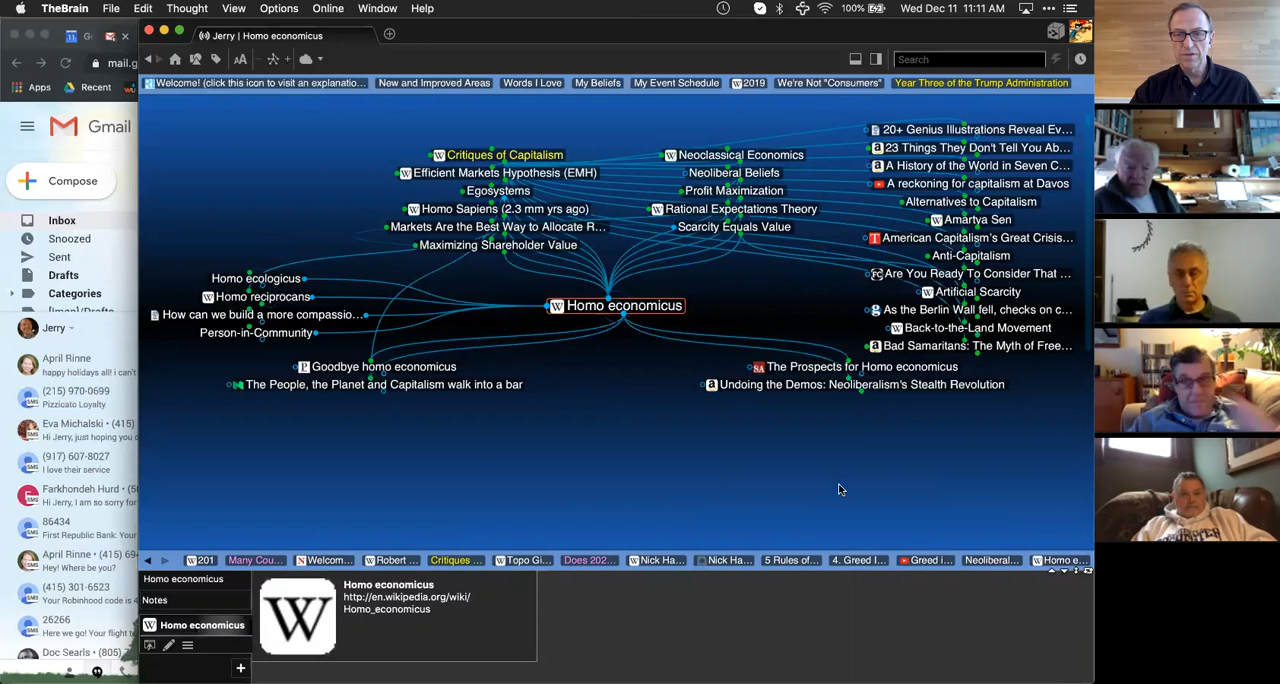 TheBrain File Edit Thought View Options Online Window Help
100% Wed Dec 11 11:11 AM
Jerry | Homo economicus
Search
Welcome! (click this icon to visit an explanatio... New and Improved Areas Words I Love My Beliefs My Event Schedule 2019 We're Not "Consumers" Year Three of the Trump Administration
mail.g
Apps Recent
Gmail
Compose
Inbox
Snoozed
Sent
Drafts
Categories
Jerry
April Rinne
happy holidays all! i can't
(215) 970-0699
Pizzicato Loyalty
Eva Michalski • (415)
Hi Jerry, just hoping you
(917) 607-8027
I love their service
Farkhondeh Hurd • (5
Hi Jerry, I am so sorry for
86434
First Republic Bank: Your
April Rinne • (415) 694
Hey! Where be you?
(415) 301-6523
Your Robinhood code is 4
26266
Here we go! Your flight t
Doc Searls • (805)
Critiques of Capitalism
Efficient Markets Hypothesis (EMH)
Egosystems
Homo Sapiens (2.3 mm yrs ago)
Markets Are the Best Way to Allocate R...
Maximizing Shareholder Value
Neoclassical Economics
Neoliberal Beliefs
Profit Maximization
Rational Expectations Theory
Scarcity Equals Value
20+ Genius Illustrations Reveal Ev...
23 Things They Don't Tell You Ab...
A History of the World in Seven C...
A reckoning for capitalism at Davos
Alternatives to Capitalism
Amartya Sen
American Capitalism's Great Crisis...
Anti-Capitalism
Are You Ready To Consider That ...
Artificial Scarcity
As the Berlin Wall fell, checks on c...
Back-to-the-Land Movement
Bad Samaritans: The Myth of Free...
Homo ecologicus
Homo reciprocans
How can we build a more compassio...
Person-in-Community
Homo economicus
Goodbye homo economicus
The People, the Planet and Capitalism walk into a bar
The Prospects for Homo economicus
Undoing the Demos: Neoliberalism's Stealth Revolution
201 Many Cou... Welcom... Robert ... Critiques ... Topo Gi... Does 202... Nick Ha... Nick Ha... 5 Rules of... 4. Greed I... Greed i... Neoliberal... Homo e...
Homo economicus
Notes
Homo economicus
Homo economicus
http://en.wikipedia.org/wiki/
Homo_economicus